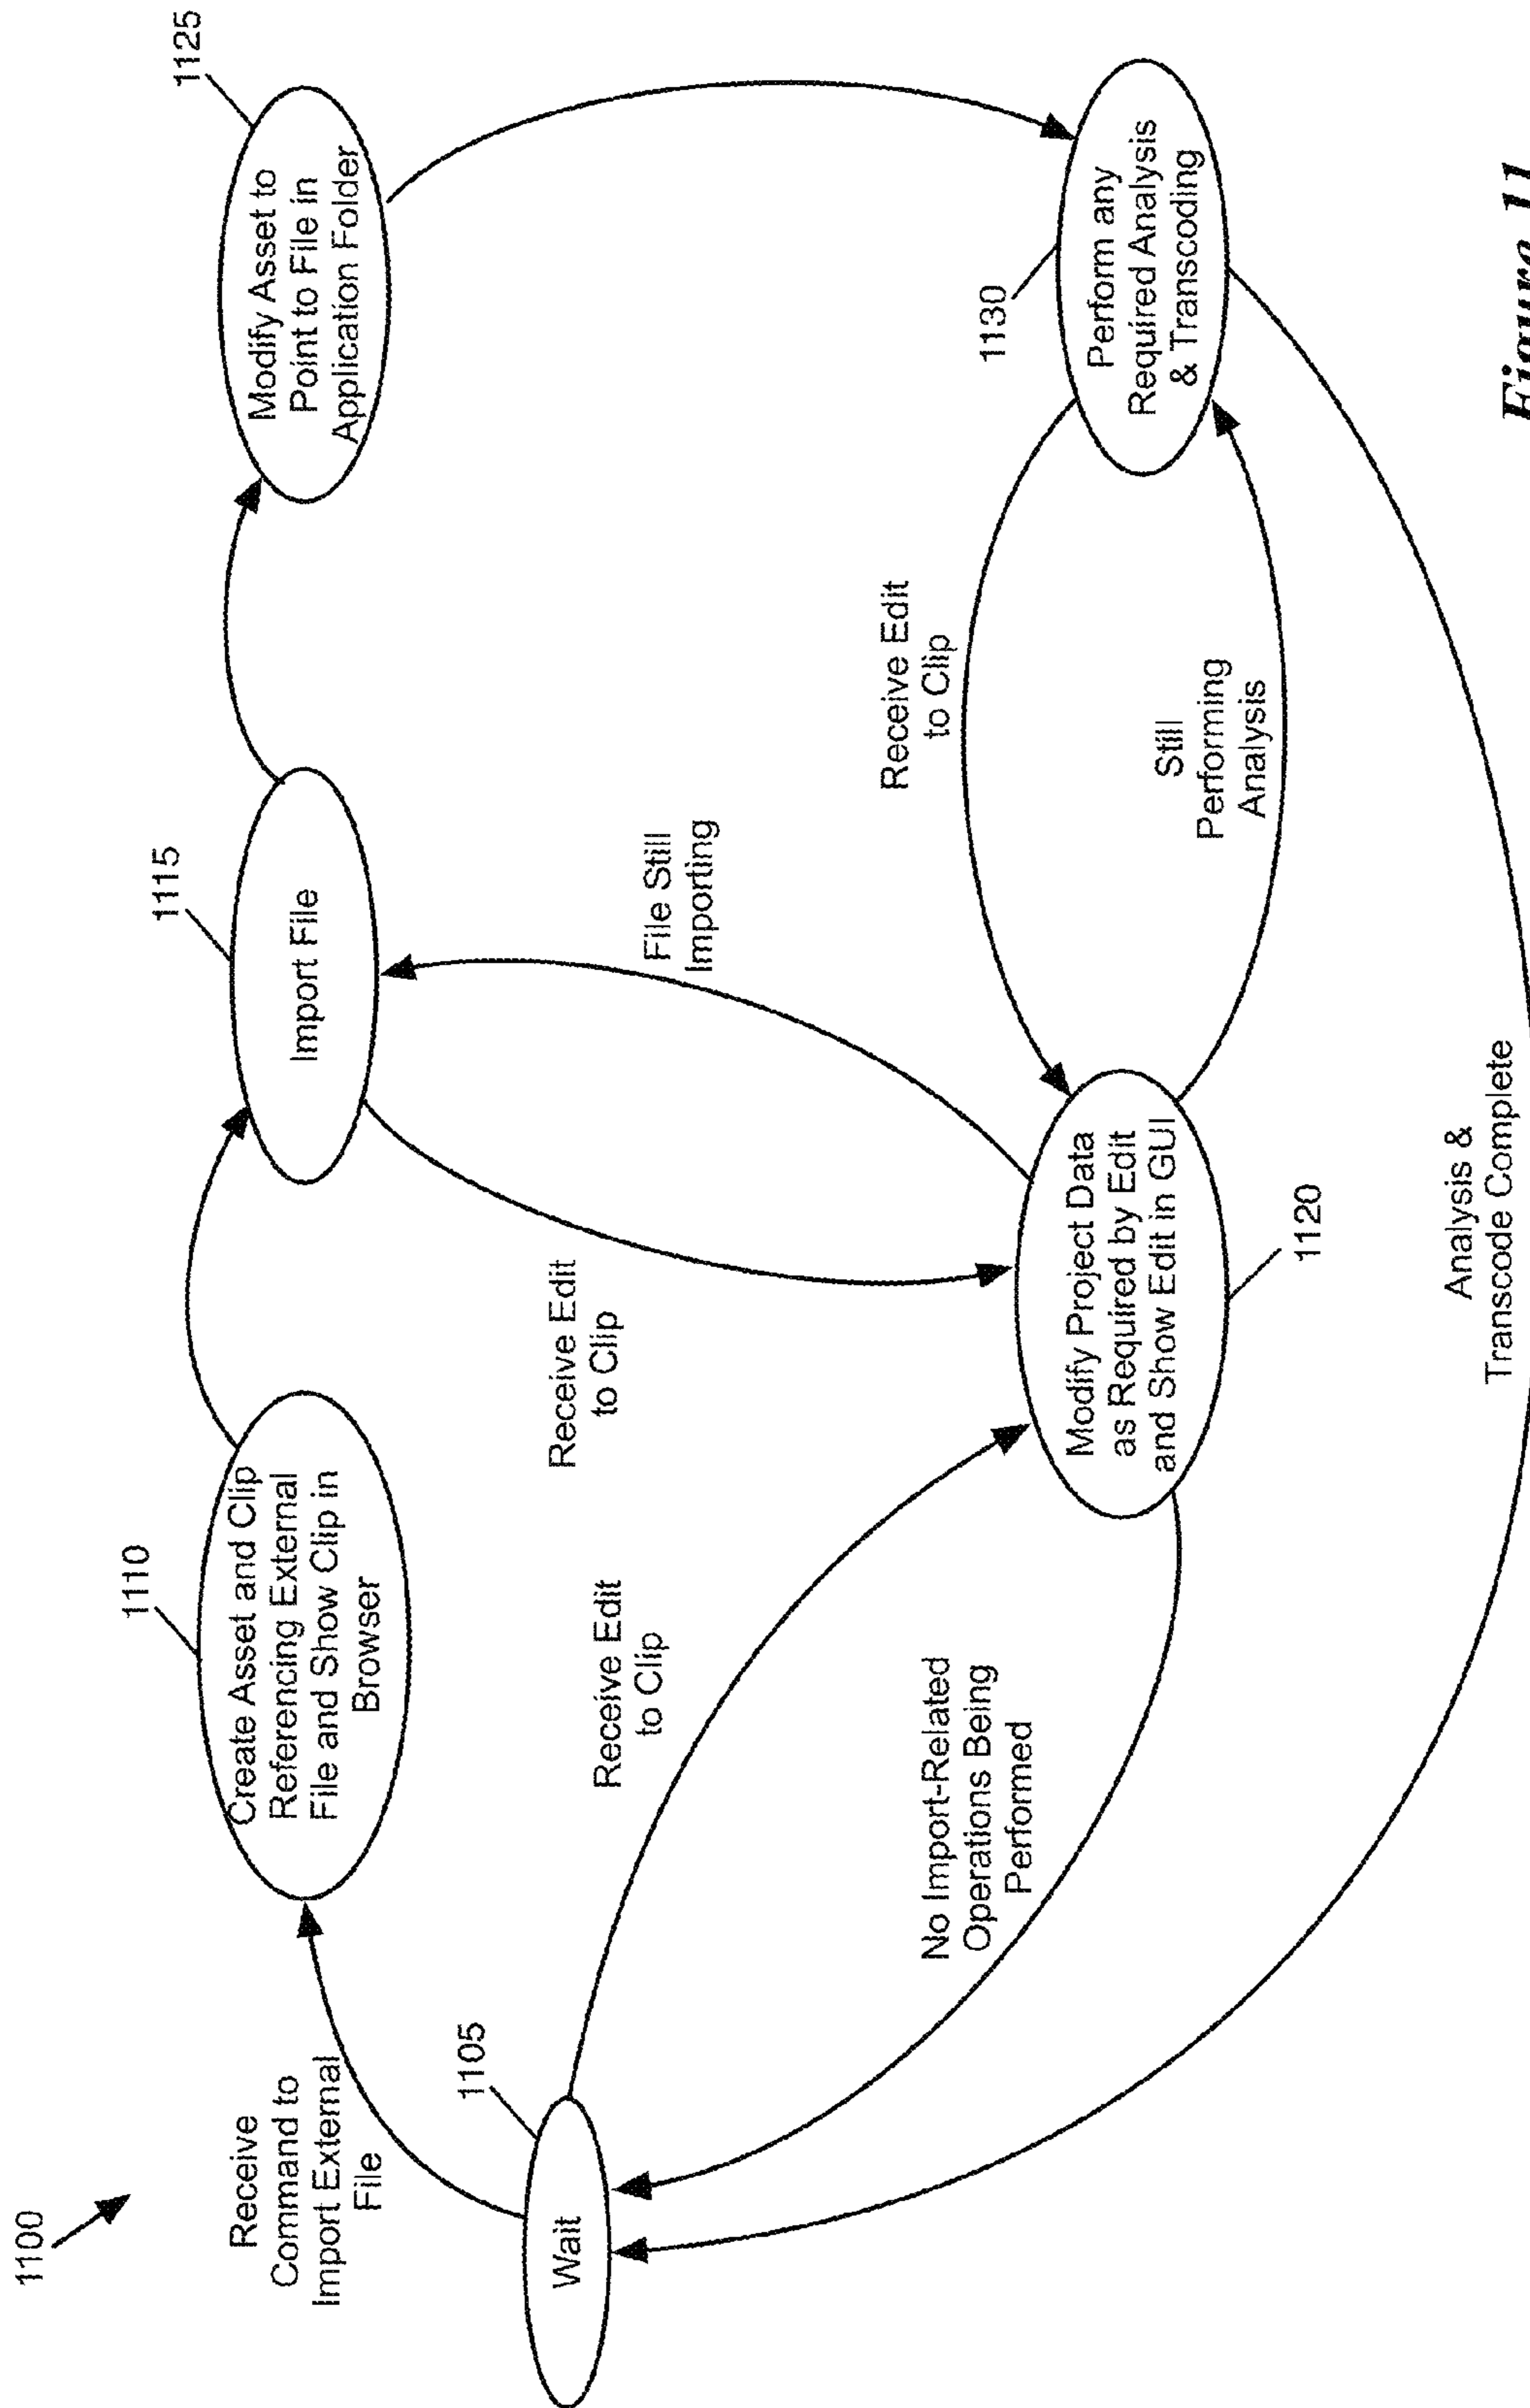 1100
Receive
Command to
Import External
File
1105
Wait
1110
Create Asset and Clip
Referencing External
File and Show Clip in
Browser
1115
Import File
1125
Modify Asset to
Point to File in
Application Folder
Receive Edit
to Clip
Receive Edit
to Clip
File Still
Importing
Receive Edit
to Clip
No Import-Related
Operations Being
Performed
Modify Project Data
as Required by Edit
and Show Edit in GUI
1120
Still
Performing
Analysis
1130
Perform any
Required Analysis
& Transcoding
Analysis &
Transcode Complete
Figure 11